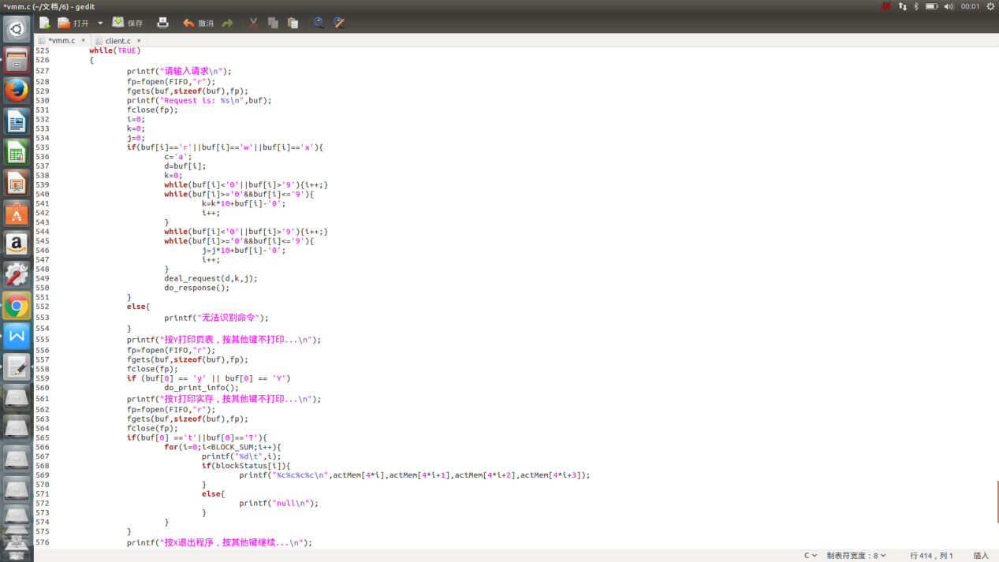 *vmm.c (~/文档/6) - gedit
00:01
打开
保存
撤消
*vmm.c ×
client.c ×
525 while(TRUE)
526 {
527 printf("请输入请求\n");
528 fp=fopen(FIFO,"r");
529 fgets(buf,sizeof(buf),fp);
530 printf("Request is: %s\n",buf);
531 fclose(fp);
532 i=0;
533 k=0;
534 j=0;
535 if(buf[i]=='r'||buf[i]=='w'||buf[i]=='x'){
536 c='a';
537 d=buf[i];
538 k=0;
539 while(buf[i]<'0'||buf[i]>'9'){i++;}
540 while(buf[i]>='0'&&buf[i]<='9'){
541 k=k*10+buf[i]-'0';
542 i++;
543 }
544 while(buf[i]<'0'||buf[i]>'9'){i++;}
545 while(buf[i]>='0'&&buf[i]<='9'){
546 j=j*10+buf[i]-'0';
547 i++;
548 }
549 deal_request(d,k,j);
550 do_response();
551 }
552 else{
553 printf("无法识别命令");
554 }
555 printf("按Y打印页表，按其他键不打印...\n");
556 fp=fopen(FIFO,"r");
557 fgets(buf,sizeof(buf),fp);
558 fclose(fp);
559 if (buf[0] == 'y' || buf[0] == 'Y')
560 do_print_info();
561 printf("按T打印实存，按其他键不打印...\n");
562 fp=fopen(FIFO,"r");
563 fgets(buf,sizeof(buf),fp);
564 fclose(fp);
565 if(buf[0] =='t'||buf[0]=='T'){
566 for(i=0;i<BLOCK_SUM;i++){
567 printf("%d\t",i);
568 if(blockStatus[i]){
569 printf("%c%c%c%c\n",actMem[4*i],actMem[4*i+1],actMem[4*i+2],actMem[4*i+3]);
570 }
571 else{
572 printf("null\n");
573 }
574 }
575 }
576 printf("按X退出程序，按其他键继续...\n");
C 制表符宽度：8 行 414，列 1 插入